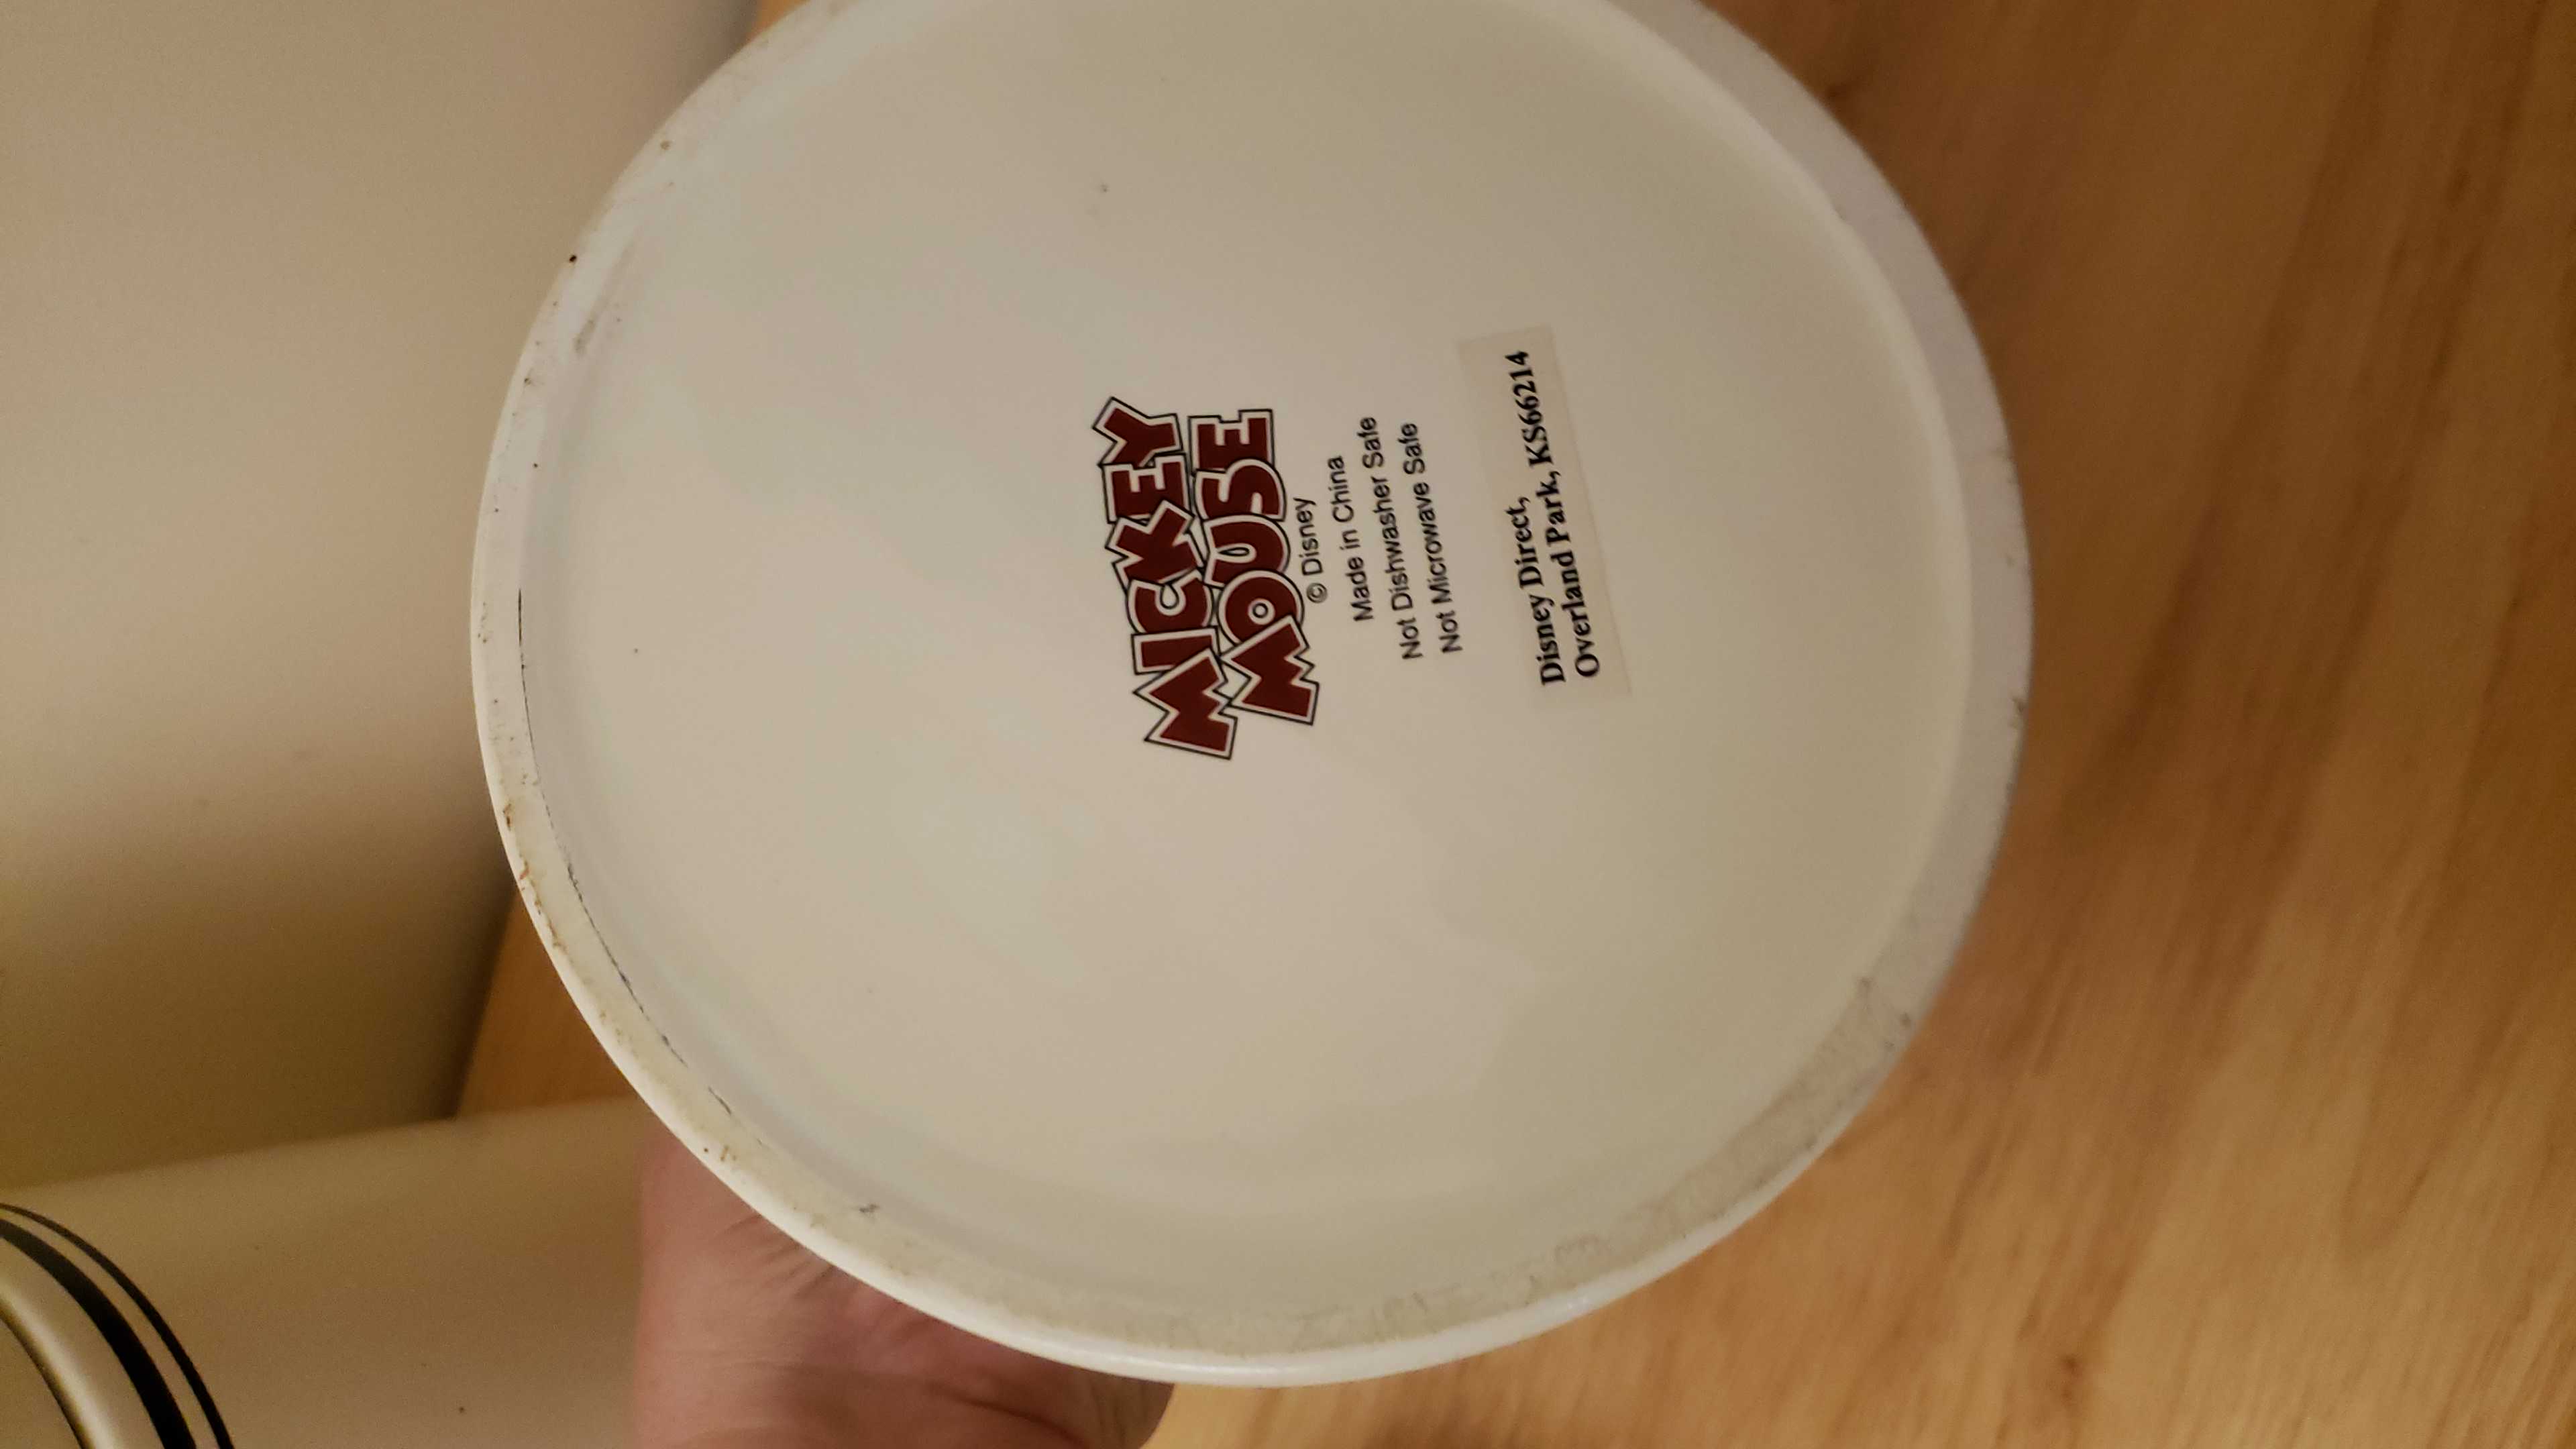 MICKEY
MOUSE
© Disney
Made in China
Not Dishwasher Safe
Not Microwave Safe
Disney Direct,
Overland Park, KS66214